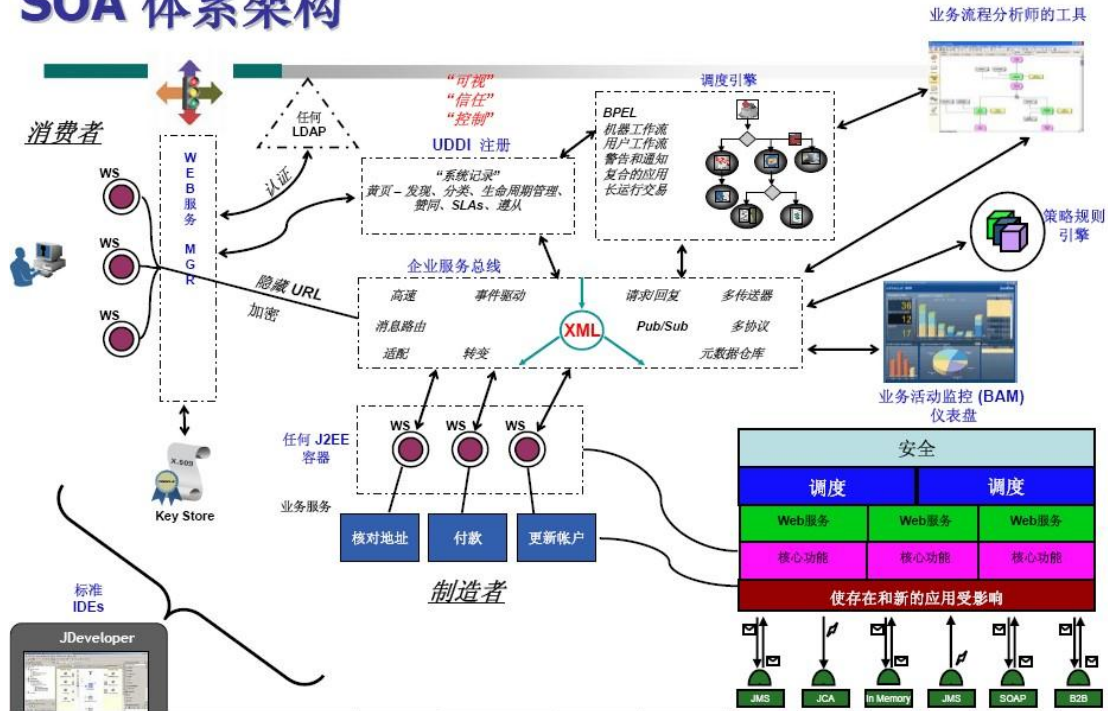 SOA 体系架构
业务流程分析师的工具
消费者
任何
LDAP
“可视”
“信任”
“控制”
调度引擎
BPEL
机器工作流
用户工作流
警告和通知
复合的应用
长运行交易
UDDI 注册
“系统记录”
黄页 – 发现、分类、生命周期管理、
赞同、SLAs、遵从
认证
WEB服务 MGR
WS
WS
WS
策略规则
引擎
企业服务总线
隐藏 URL
加密
高速
事件驱动
请求/回复
多传送器
消息路由
XML
Pub/Sub
多协议
适配
转变
元数据仓库
业务活动监控 (BAM)
仪表盘
任何 J2EE
容器
WS
WS
WS
X.509
Key Store
业务服务
核对地址
付款
更新帐户
制造者
安全
调度
调度
Web服务
Web服务
Web服务
核心功能
核心功能
核心功能
使存在和新的应用受影响
JMS
JCA
In Memory
JMS
SOAP
B2B
标准
IDEs
JDeveloper